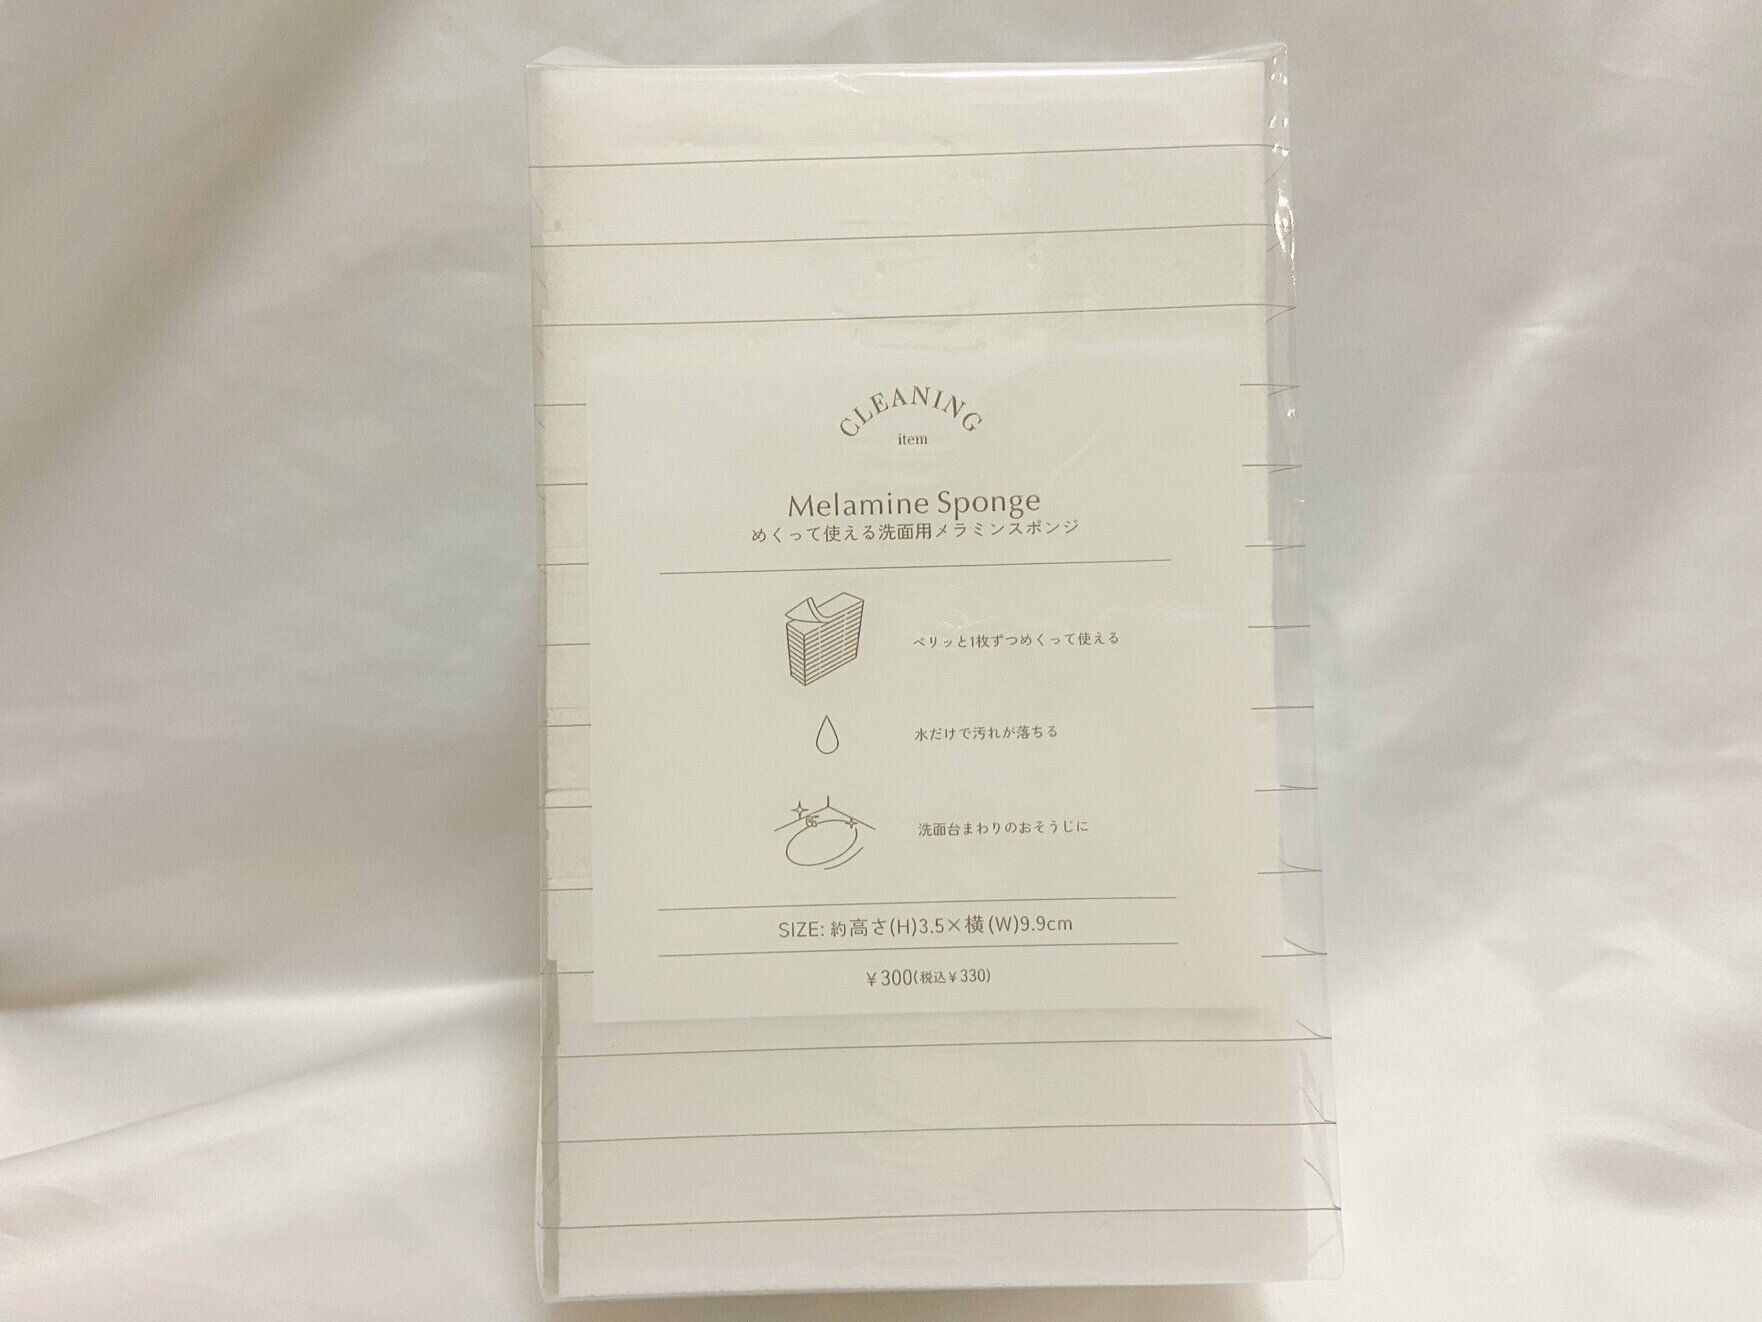 CLEANING
item
Melamine Sponge
めくって使える洗面用メラミンスポンジ
ペリッと1枚ずつめくって使える
水だけで汚れが落ちる
洗面台まわりのおそうじに
SIZE: 約高さ(H)3.5×横(W)9.9cm
¥300(税込¥330)